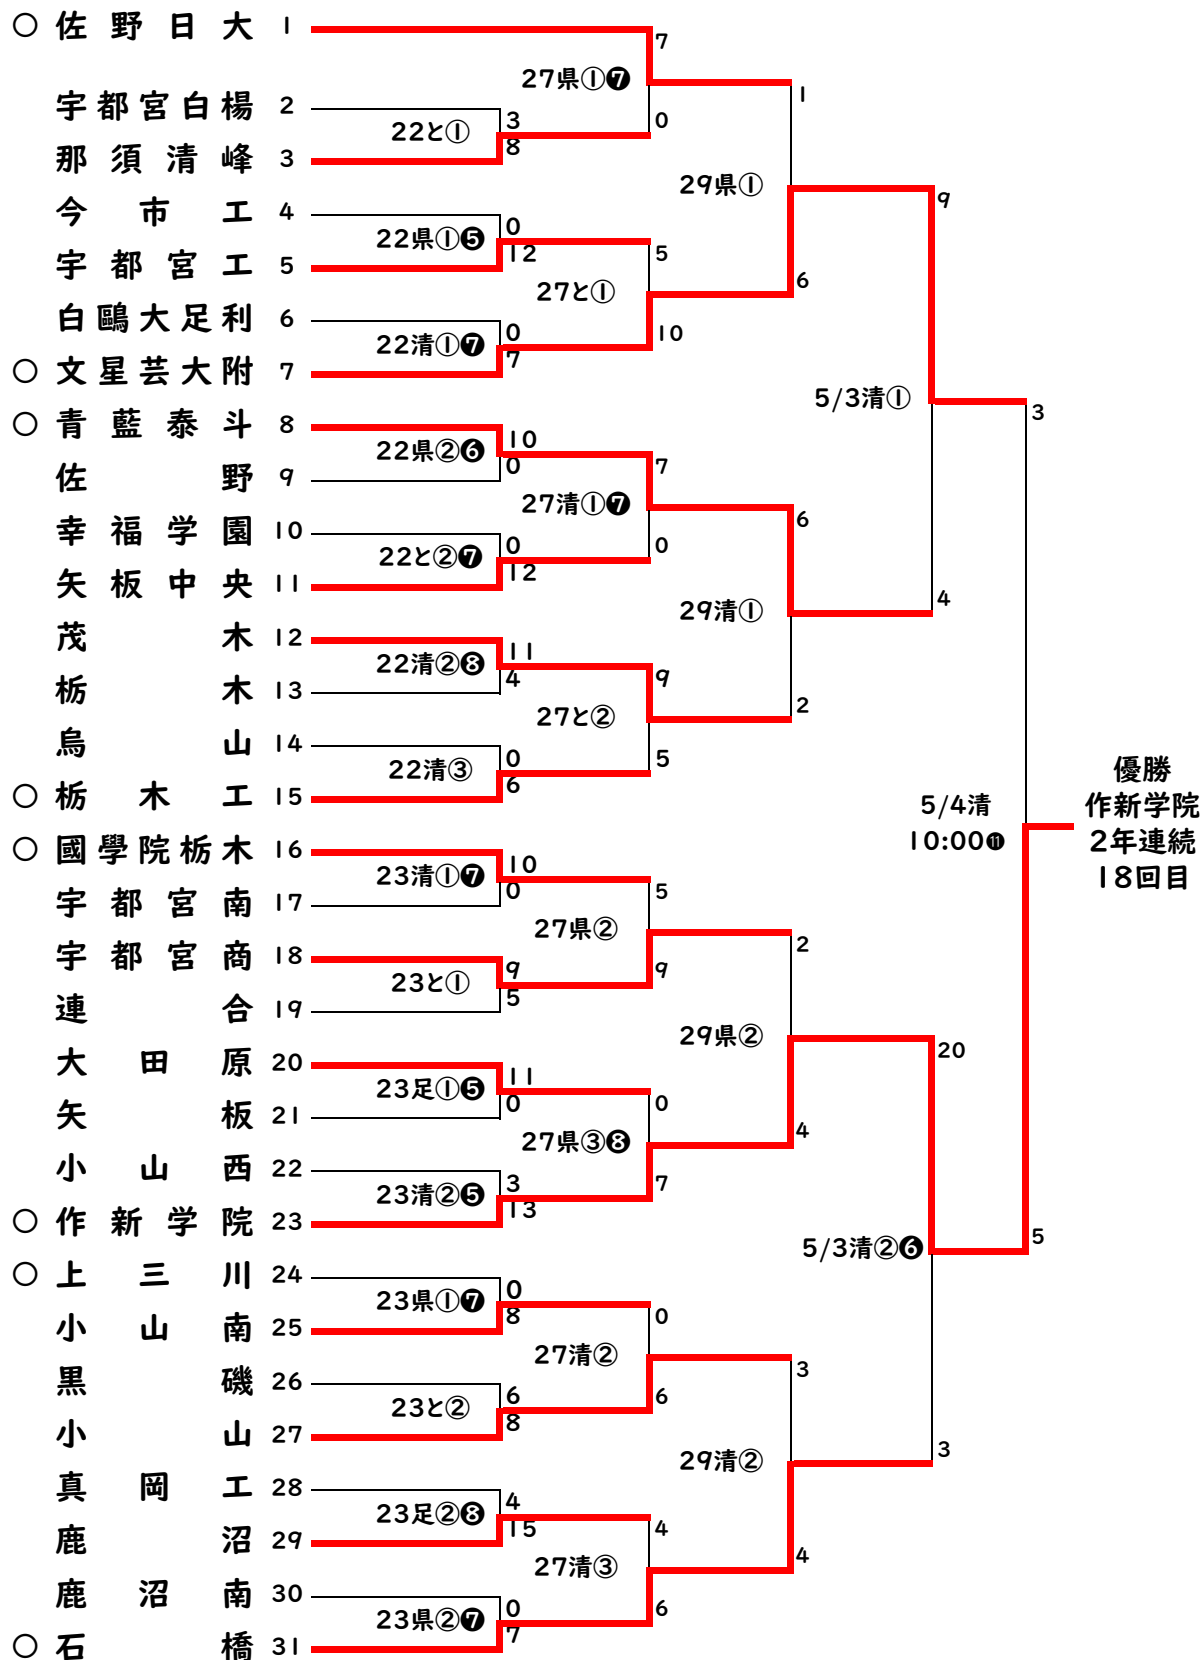 ○ 佐野日大 1
7
27県①❼
1
宇都宮白楊 2
3
0
22と①
8
那須清峰 3
29県①
9
今市工 4
0
22県①❺
12
5
宇都宮工 5
6
27と①
白鷗大足利 6
0
10
22清①❼
7
○ 文星芸大附 7
5/3清①
3
○ 青藍泰斗 8
10
22県②❻
0
7
佐野 9
27清①❼
6
幸福学園 10
0
0
22と②❼
12
矢板中央 11
4
29清①
茂木 12
11
22清②❽
4
9
栃木 13
2
27と②
烏山 14
0
5
22清③
6
○ 栃木工 15
優勝
作新学院
2年連続
18回目
5/4清
10:00⓫
○ 國學院栃木 16
10
23清①❼
0
5
宇都宮南 17
27県②
2
宇都宮商 18
9
9
23と①
5
連合 19
29県②
20
大田原 20
11
23足①❺
0
0
矢板 21
4
27県③❽
小山西 22
3
7
23清②❺
13
○ 作新学院 23
5
5/3清②❻
○ 上三川 24
0
23県①❼
8
0
小山南 25
27清②
3
黒磯 26
6
6
23と②
8
小山 27
3
29清②
真岡工 28
4
23足②❽
15
4
鹿沼 29
4
27清③
鹿沼南 30
0
6
23県②❼
7
○ 石橋 31